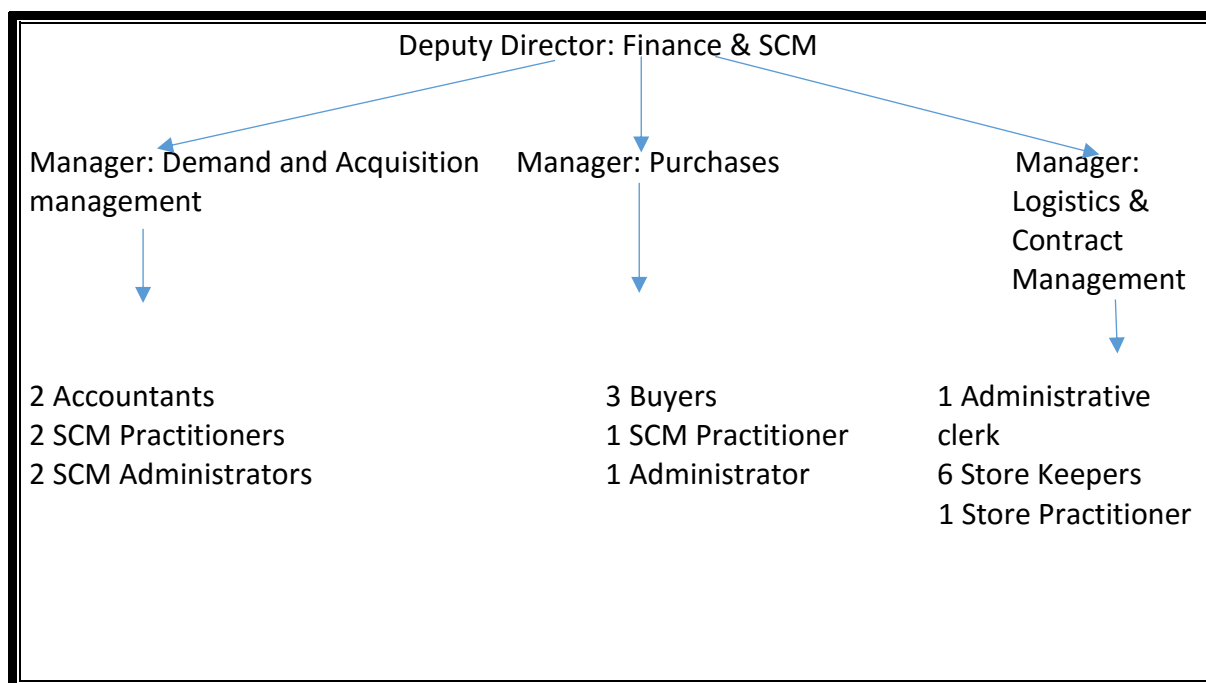 Deputy Director: Finance & SCM
Manager: Demand and Acquisition
management
Manager: Purchases
Manager:
Logistics &
Contract
Management
2 Accountants
2 SCM Practitioners
2 SCM Administrators
3 Buyers
1 SCM Practitioner
1 Administrator
1 Administrative
clerk
6 Store Keepers
1 Store Practitioner